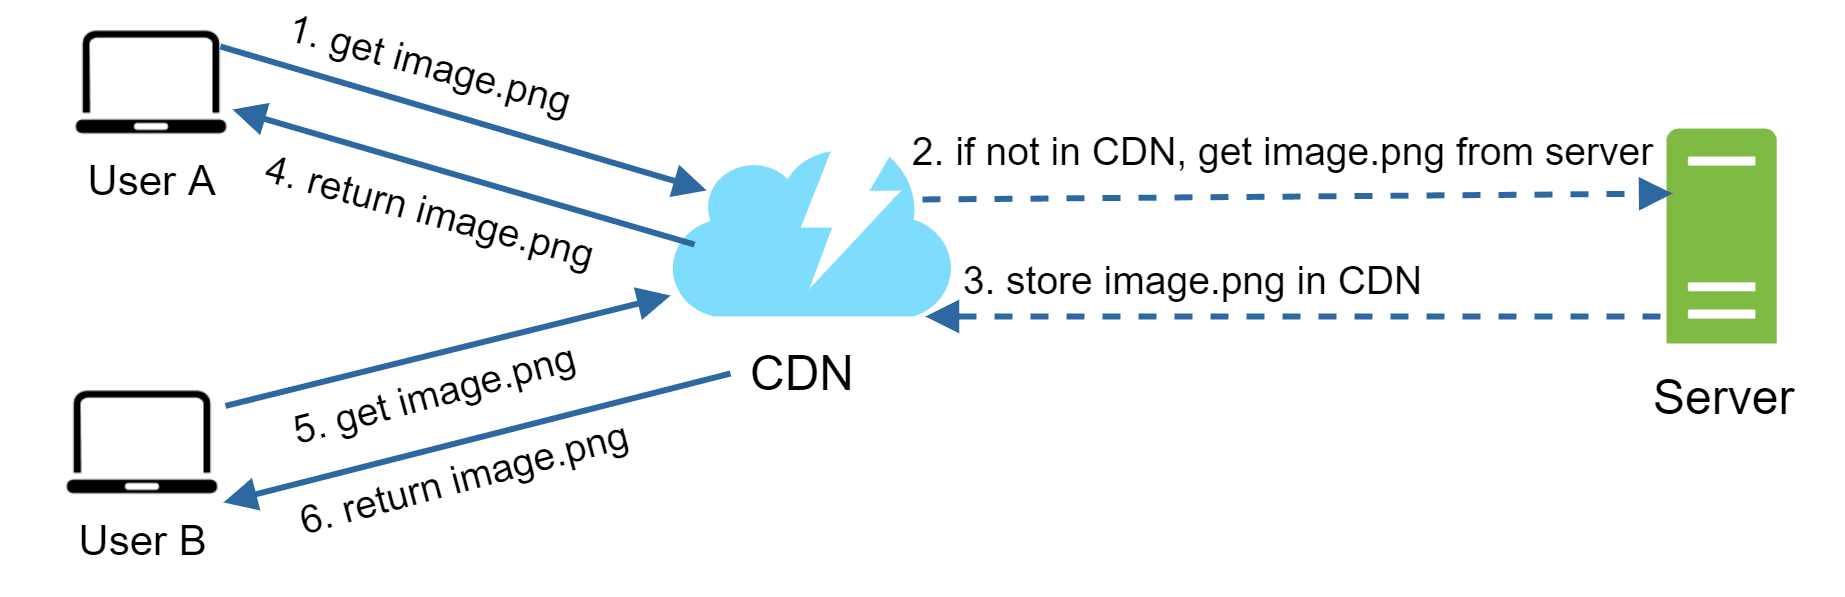 1. get image.png
User A
4. return image.png
2. if not in CDN, get image.png from server
3. store image.png in CDN
CDN
Server
5. get image.png
6. return image.png
User B